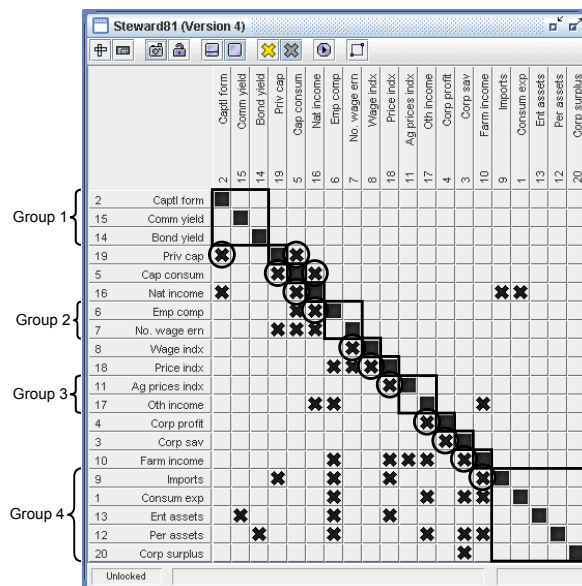 Steward81 (Version 4)
Captl form
Comm yield
Bond yield
Priv cap
Cap consum
Nat income
Emp comp
No. wage ern
Wage indx
Price indx
Ag prices indx
Oth income
Corp profit
Corp sav
Farm income
Imports
Consum exp
Ent assets
Per assets
Corp surplus
2 15 14 19 5 16 6 7 8 18 11 17 4 3 10 9 1 13 12 20
Group 1
2 Captl form
15 Comm yield
14 Bond yield
19 Priv cap
5 Cap consum
16 Nat income
Group 2
6 Emp comp
7 No. wage ern
8 Wage indx
18 Price indx
Group 3
11 Ag prices indx
17 Oth income
4 Corp profit
3 Corp sav
10 Farm income
Group 4
9 Imports
1 Consum exp
13 Ent assets
12 Per assets
20 Corp surplus
Unlocked